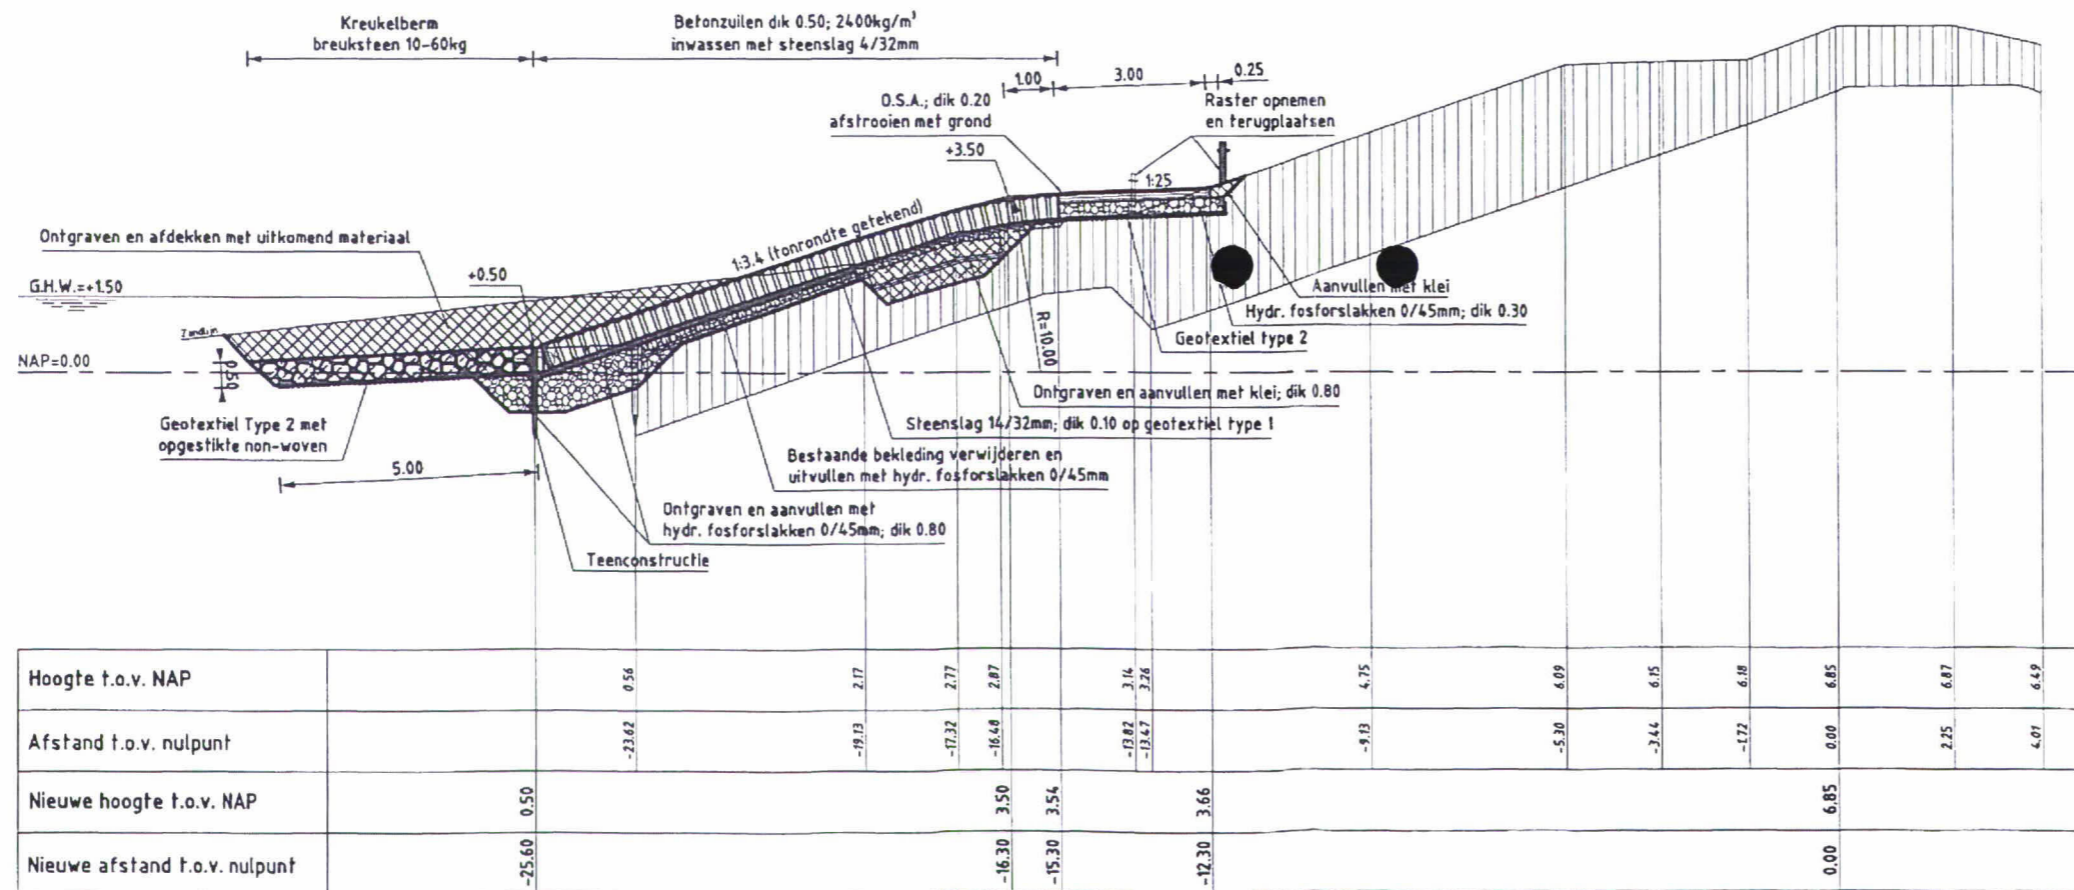 Kreukelberm
breuksteen 10-60kg
Betonzuilen dik 0.50; 2400kg/m³
inwassen met steenslag 4/32mm
1.00
3.00
0.25
O.S.A.; dik 0.20
afstrooien met grond
Raster opnemen
en terugplaatsen
+3.50
1:25
1:3.4 (tonrondte getekend)
Ontgraven en afdekken met uitkomend materiaal
+0.50
G.H.W.=+1.50
Zandlijn
NAP=0.00
0.50
R=10.00
Aanvullen met klei
Hydr. fosforslakken 0/45mm; dik 0.30
Geotextiel type 2
Ontgraven en aanvullen met klei; dik 0.80
Steenslag 14/32mm; dik 0.10 op geotextiel type 1
Geotextiel Type 2 met
opgestikte non-woven
5.00
Bestaande bekleding verwijderen en
uitvullen met hydr. fosforslakken 0/45mm
Ontgraven en aanvullen met
hydr. fosforslakken 0/45mm; dik 0.80
Teenconstructie
Hoogte t.o.v. NAP 0.56 2.17 2.77 2.87 3.14 3.26 4.75 6.09 6.15 6.18 6.85 6.87 6.49
Afstand t.o.v. nulpunt -23.62 -19.13 -17.32 -16.48 -13.82 -13.47 -9.13 -5.30 -3.44 -1.72 0.00 2.25 4.01
Nieuwe hoogte t.o.v. NAP 0.50 3.50 3.54 3.66 6.85
Nieuwe afstand t.o.v. nulpunt -25.60 -16.30 -15.30 -12.30 0.00